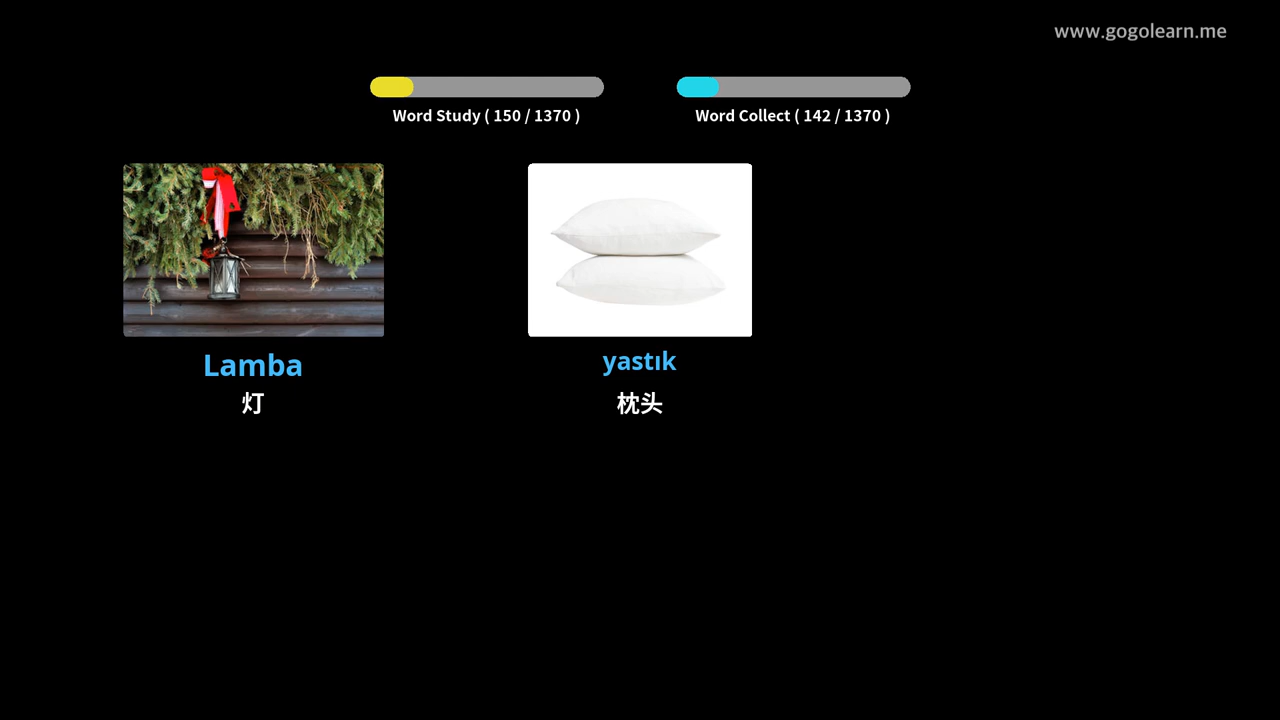 www.gogolearn.me
Word Study ( 150 / 1370 )
Word Collect ( 142 / 1370 )
Lamba
灯
yastık
枕头